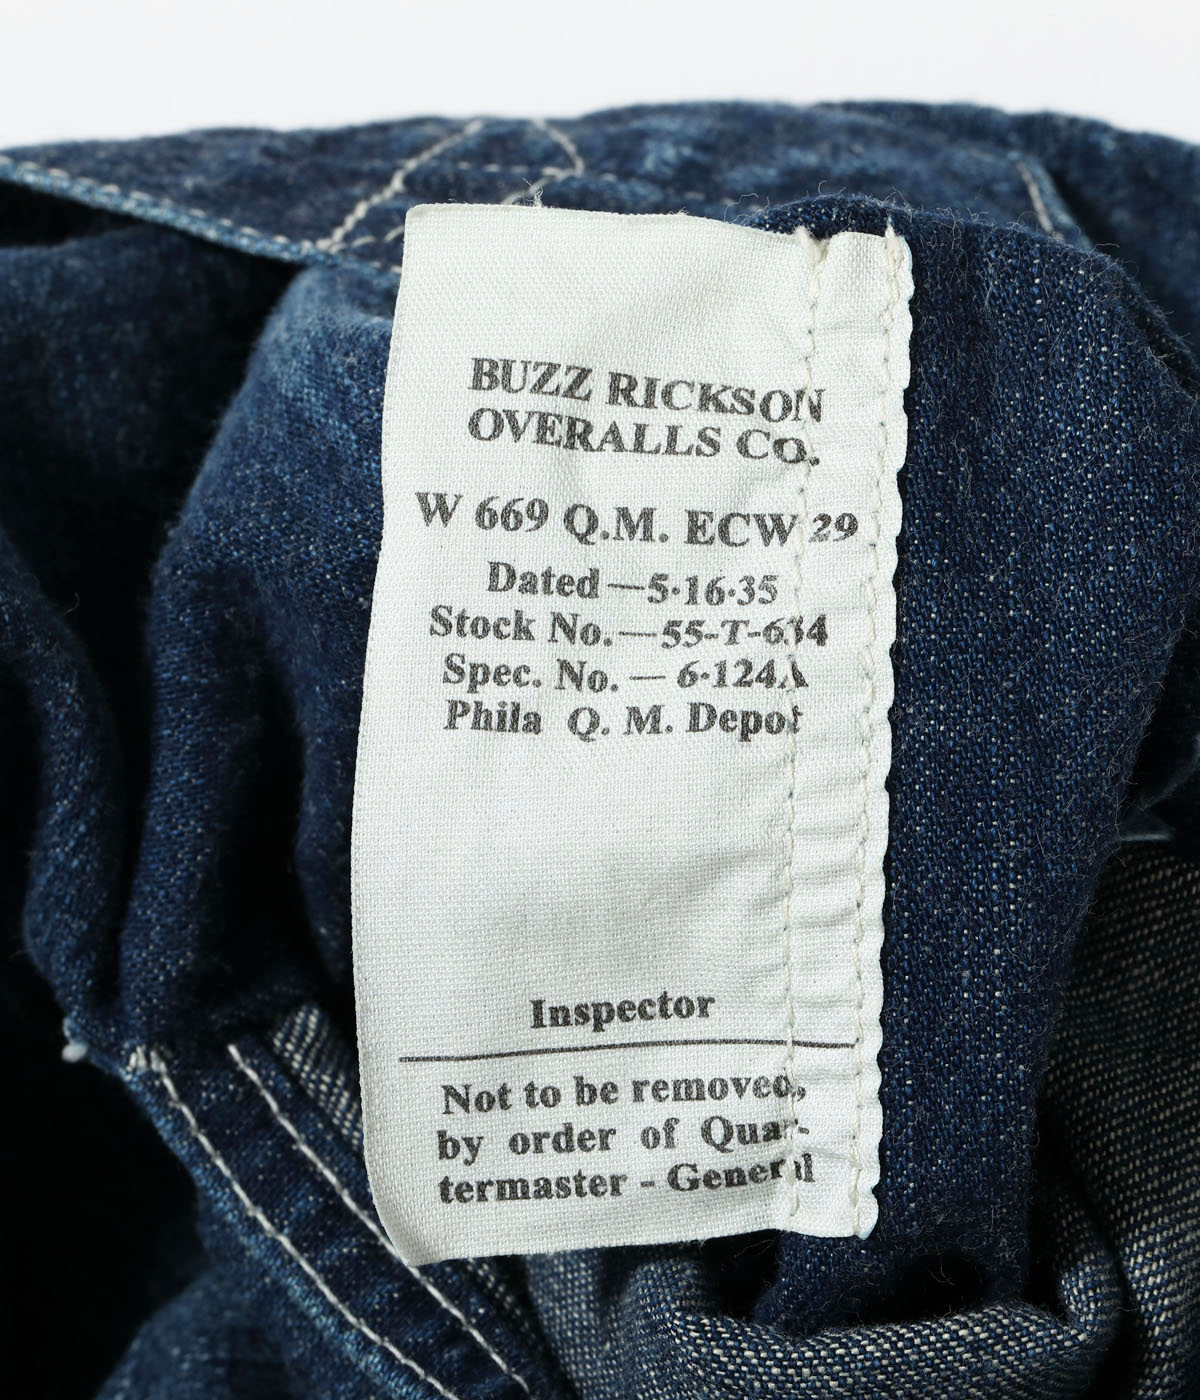 BUZZ RICKSON
OVERALLS CO.
W 669 Q.M. ECW 29
Dated—5·16·35
Stock No.—55-T-634
Spec. No. — 6·124A
Phila Q. M. Depot
Inspector
Not to be removed,
by order of Quar-
termaster - General